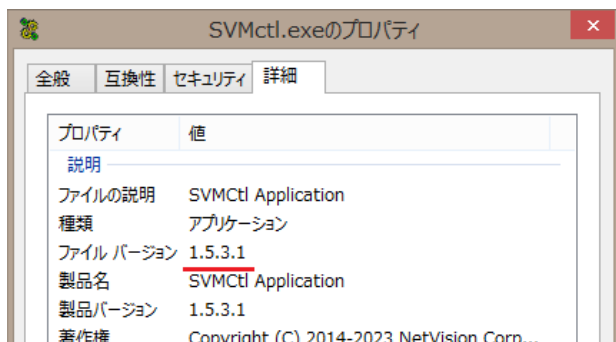 SVMctl.exeのプロパティ
全般 互換性 セキュリティ 詳細
プロパティ 値
説明
ファイルの説明 SVMCtl Application
種類 アプリケーション
ファイル バージョン 1.5.3.1
製品名 SVMCtl Application
製品バージョン 1.5.3.1
著作権 Copyright (C) 2014-2023 NetVision Corp...